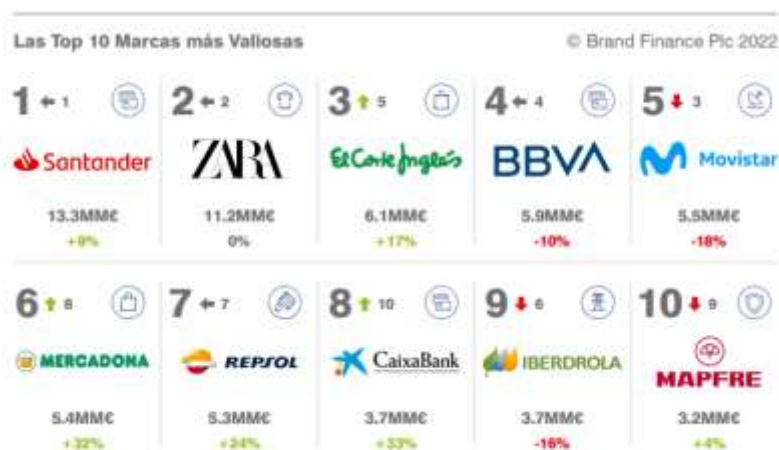 Las Top 10 Marcas más Valiosas
© Brand Finance Plc 2022
1 1
2 2
3 5
4 4
5 3
Santander
ZARA
El Corte Inglés
BBVA
Movistar
13.3MM€
11.2MM€
6.1MM€
5.9MM€
5.5MM€
+9%
0%
+17%
-10%
-18%
6 8
7 7
8 10
9 6
10 9
MERCADONA
REPSOL
CaixaBank
IBERDROLA
MAPFRE
5.4MM€
5.3MM€
3.7MM€
3.7MM€
3.2MM€
+32%
+24%
+33%
-16%
+4%